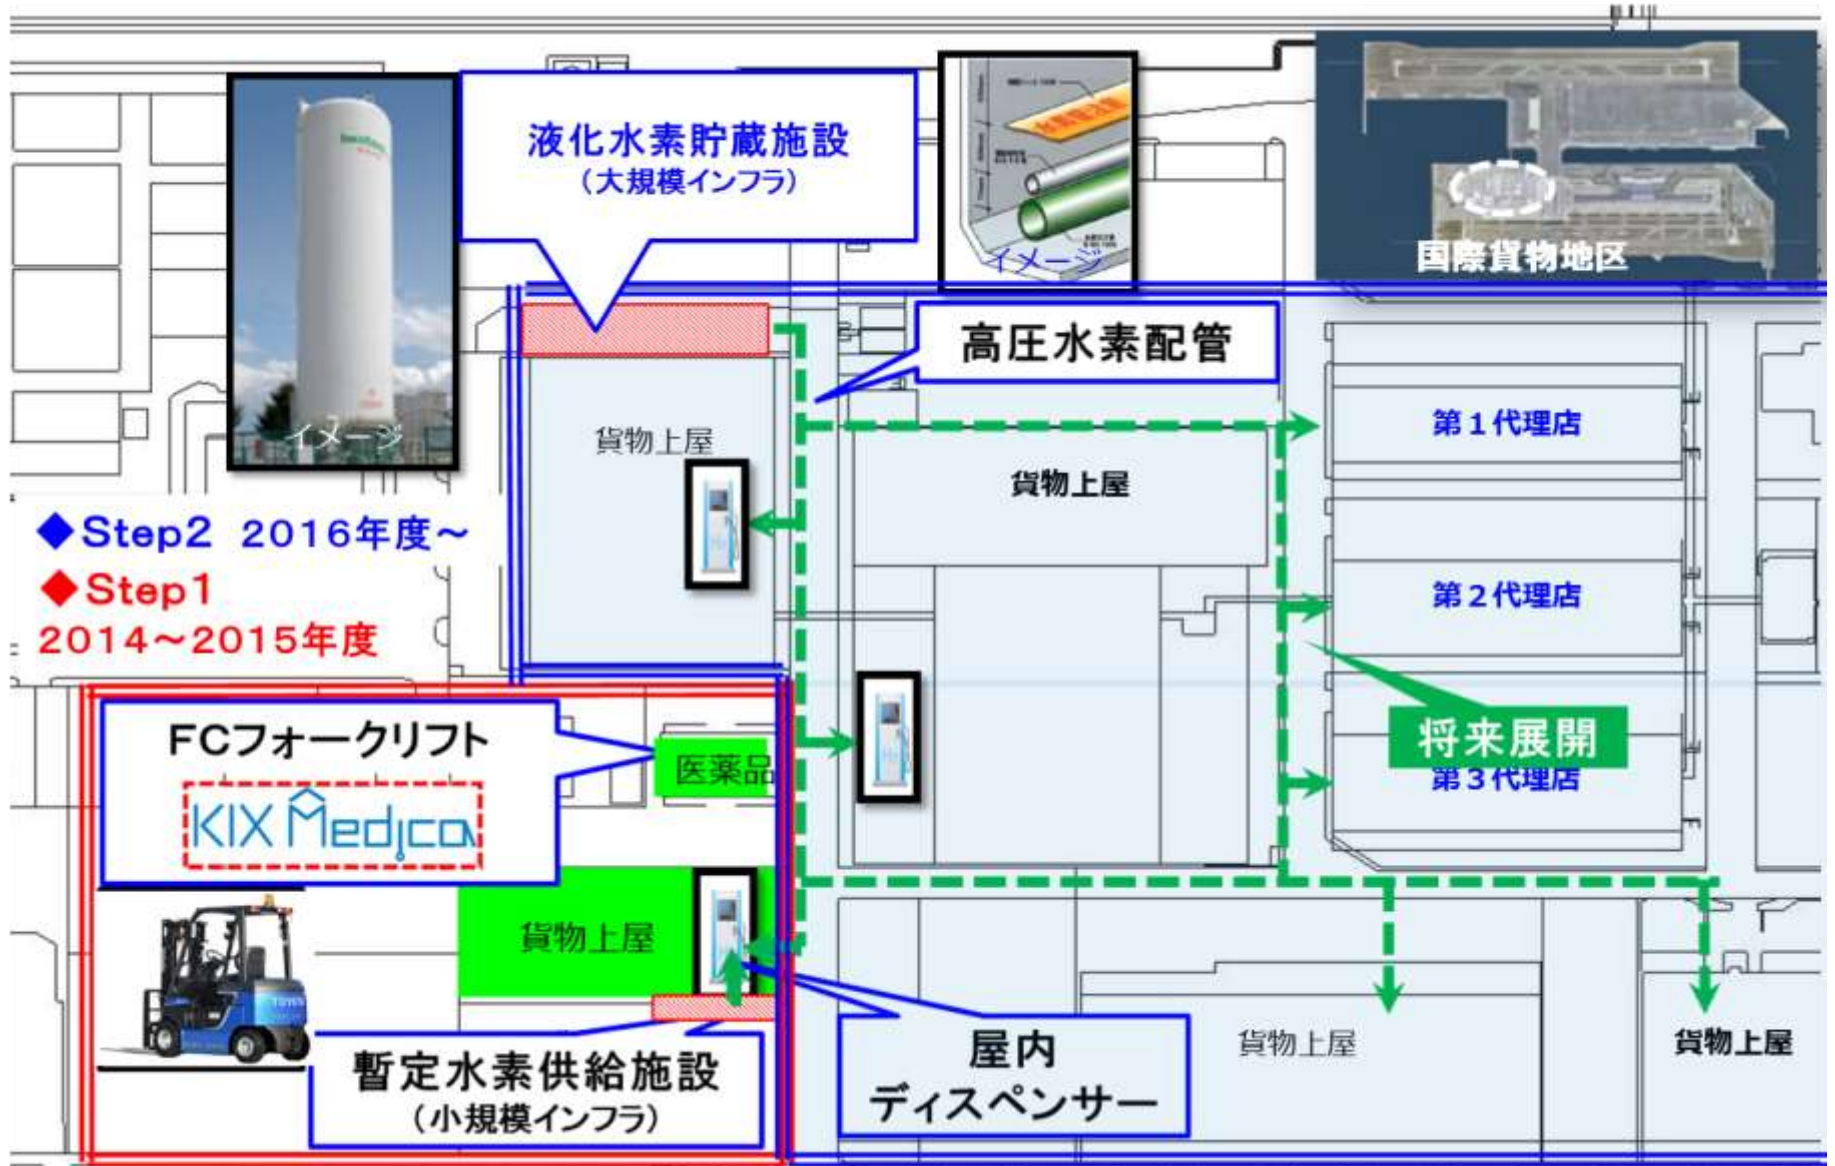 液化水素貯蔵施設
(大規模インフラ)
イメージ
イメージ
国際貨物地区
高圧水素配管
貨物上屋
貨物上屋
第1代理店
第2代理店
第3代理店
将来展開
◆Step2 2016年度~
◆Step1
2014~2015年度
FCフォークリフト
KIX Medica
医薬品
貨物上屋
暫定水素供給施設
(小規模インフラ)
屋内
ディスペンサー
貨物上屋
貨物上屋